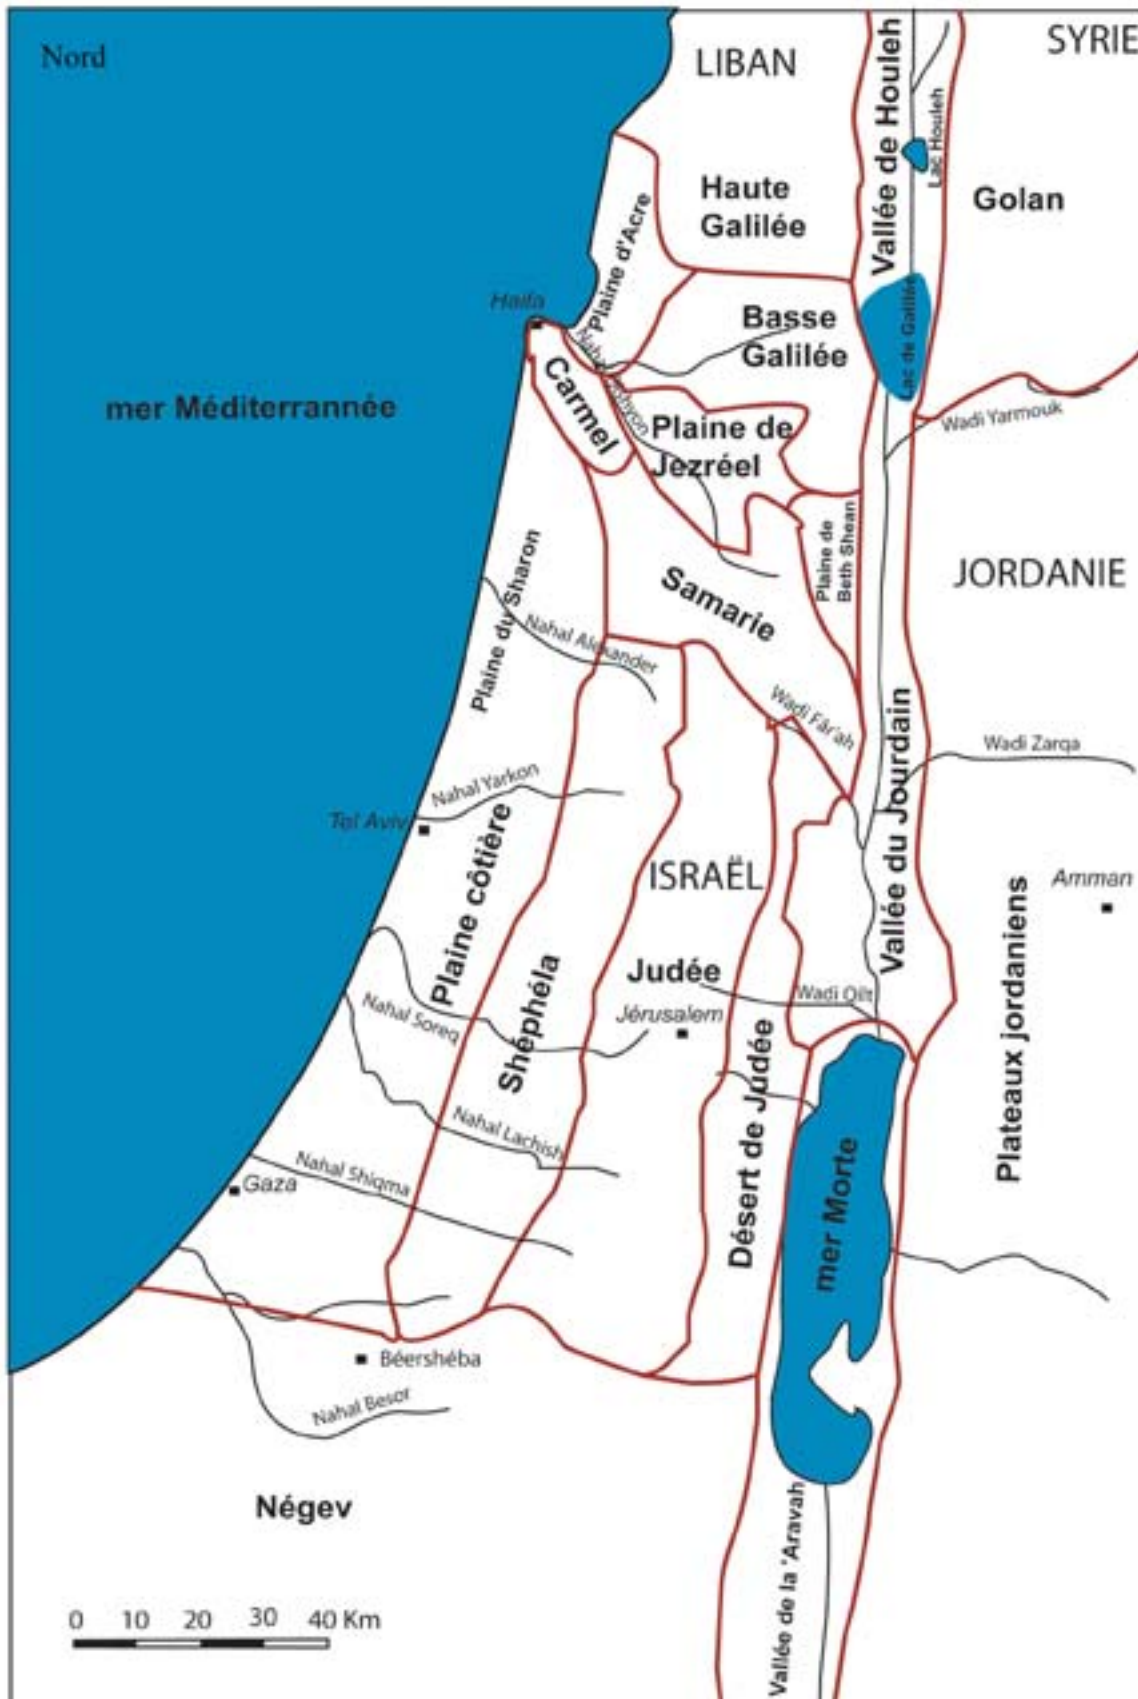 Nord
LIBAN
SYRIE
Vallée de Houleh
Lac Houleh
Haute
Galilée
Golan
Plaine d'Acre
Haifa
Basse
Galilée
Lac de Galilée
mer Méditerrannée
Carmel
Plaine de
Jezréel
Wadi Yarmouk
Plaine du Sharon
Plaine de
Beth Shean
JORDANIE
Samarie
Nahal Alexander
Wadi Fâr'ah
Wadi Zarqa
Nahal Yarkon
Tel Aviv
Vallée du Jourdain
Plaine côtière
ISRAËL
Amman
Judée
Wadi Qilt
Nahal Soreq
Shéphéla
Jérusalem
Désert de Judée
Plateaux jordaniens
Nahal Lachish
Nahal Shiqma
Gaza
mer Morte
Béershéba
Nahal Besor
Négev
Vallée de la 'Aravah
0 10 20 30 40 Km